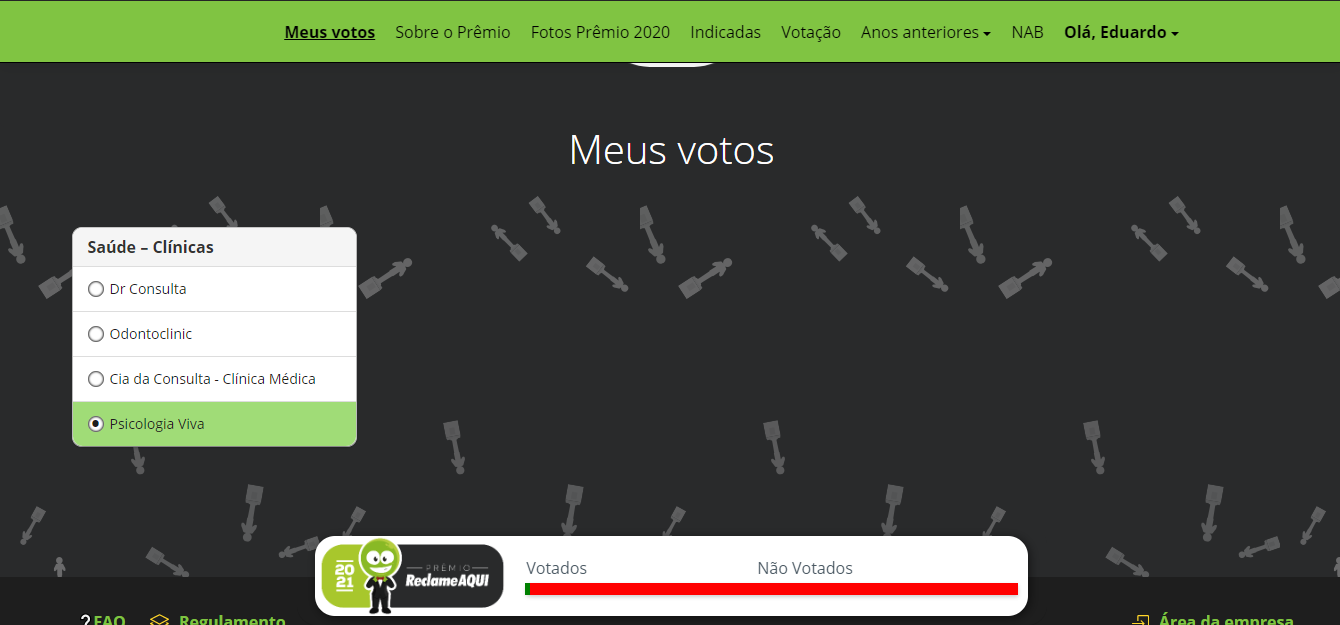 Meus votos Sobre o Prêmio Fotos Prêmio 2020 Indicadas Votação Anos anteriores NAB Olá, Eduardo
Meus votos
Saúde – Clínicas
Dr Consulta
Odontoclinic
Cia da Consulta - Clínica Médica
Psicologia Viva
20
21
PRÊMIO
ReclameAQUI
Votados Não Votados
? FAQ Regulamento Área da empresa